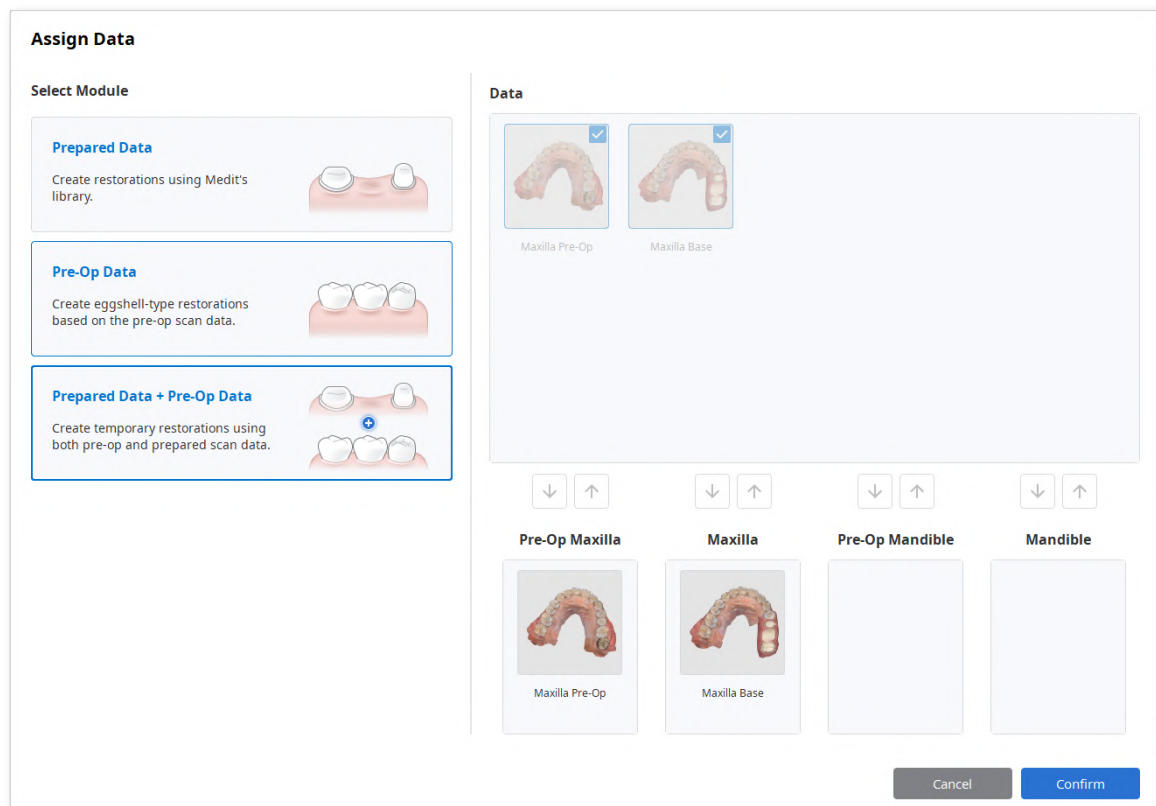 Assign Data
Select Module
Prepared Data
Create restorations using Medit's
library.
Pre-Op Data
Create eggshell-type restorations
based on the pre-op scan data.
Prepared Data + Pre-Op Data
Create temporary restorations using
both pre-op and prepared scan data.
Data
Maxilla Pre-Op
Maxilla Base
Pre-Op Maxilla
Maxilla
Pre-Op Mandible
Mandible
Maxilla Pre-Op
Maxilla Base
Cancel
Confirm